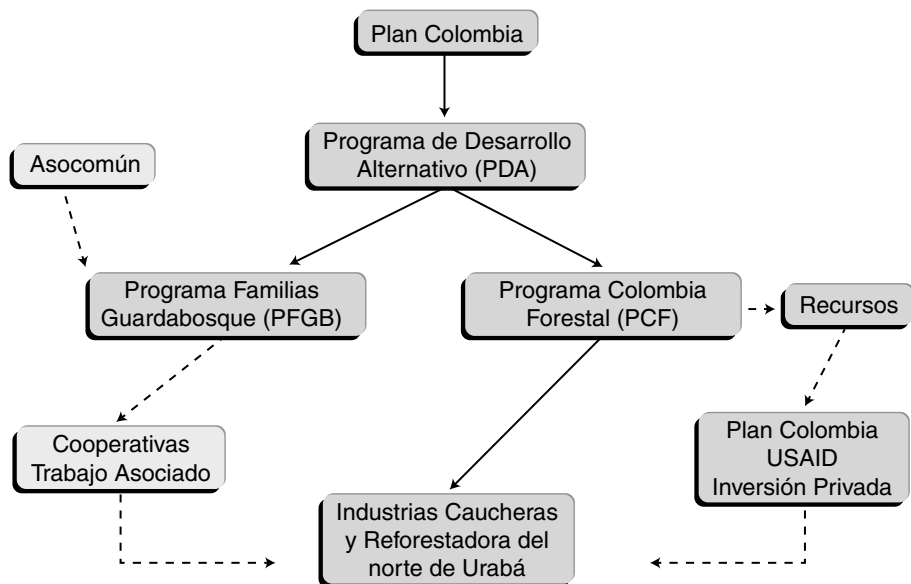 Plan Colombia
Programa de Desarrollo
Alternativo (PDA)
Asocomún
Programa Familias
Guardabosque (PFGB)
Programa Colombia
Forestal (PCF)
Recursos
Cooperativas
Trabajo Asociado
Plan Colombia
USAID
Inversión Privada
Industrias Caucheras
y Reforestadora del
norte de Urabá